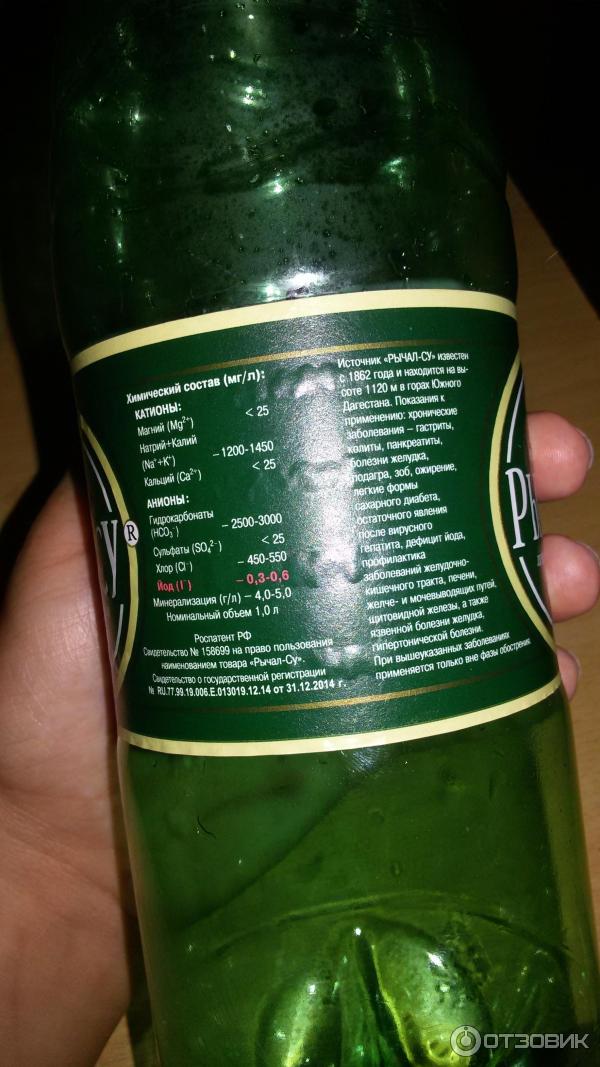 Химический состав (мг/л):
КАТИОНЫ:
Магний (Mg²⁺) < 25
Натрий+Калий
(Na⁺+K⁺) – 1200-1450
Кальций (Ca²⁺) < 25
АНИОНЫ:
Гидрокарбонаты
(HCO₃⁻) – 2500-3000
Сульфаты (SO₄²⁻) < 25
Хлор (Cl⁻) – 450-550
Йод (I⁻) – 0,3-0,6
Минерализация (г/л) – 4,0-5,0
Номинальный объем 1,0 л
Роспатент РФ
Свидетельство № 158699 на право пользования
наименованием товара «Рычал-Су».
Свидетельство о государственной регистрации
№ RU.77.99.19.006.E.013019.12.14 от 31.12.2014 г.
Источник «РЫЧАЛ-СУ» известен
с 1862 года и находится на вы-
соте 1120 м в горах Южного
Дагестана. Показания к
применению: хронические
заболевания – гастриты,
колиты, панкреатиты,
болезни желудка,
подагра, зоб, ожирение,
легкие формы
сахарного диабета,
остаточного явления
после вирусного
гепатита, дефицит йода,
профилактика
заболеваний желудочно-
кишечного тракта, печени,
желче- и мочевыводящих путей,
щитовидной железы, а также
язвенной болезни желудка,
гипертонической болезни.
При вышеуказанных заболеваниях
применяется только вне фазы обострения.
СУ®
РЫ
ОТЗОВИК